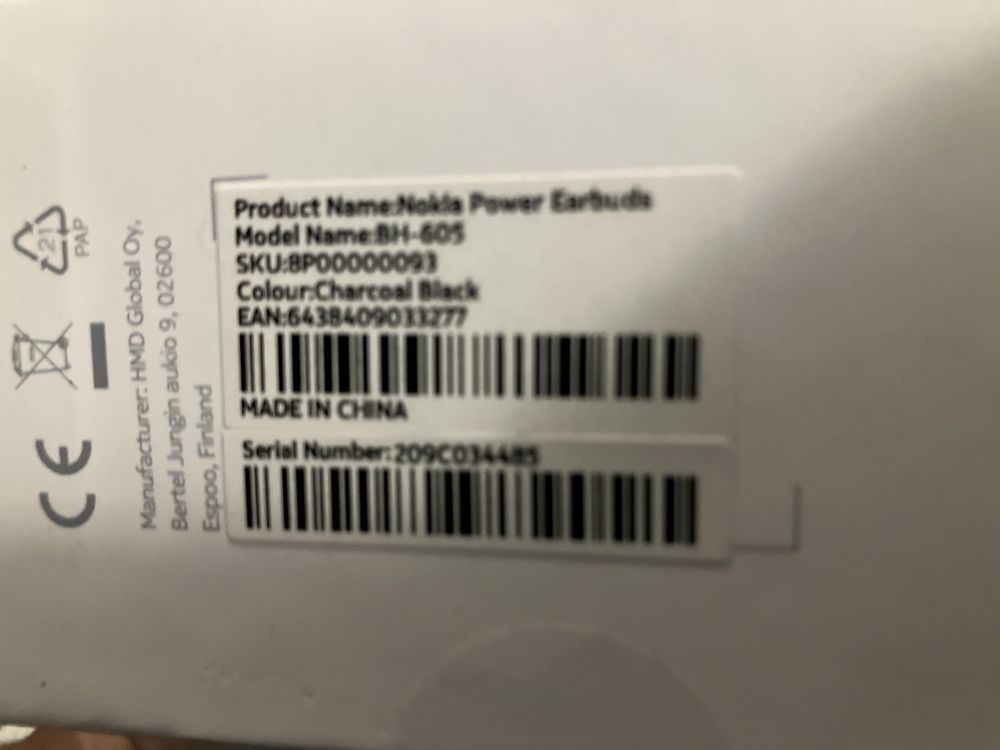 Product Name:Nokia Power Earbuds
Model Name:BH-605
SKU:8P00000093
Colour:Charcoal Black
EAN:6438409033277
MADE IN CHINA
Serial Number:209C034485
Manufacturer: HMD Global Oy,
Bertel Jungin aukio 9, 02600
Espoo, Finland
CE
21
PAP